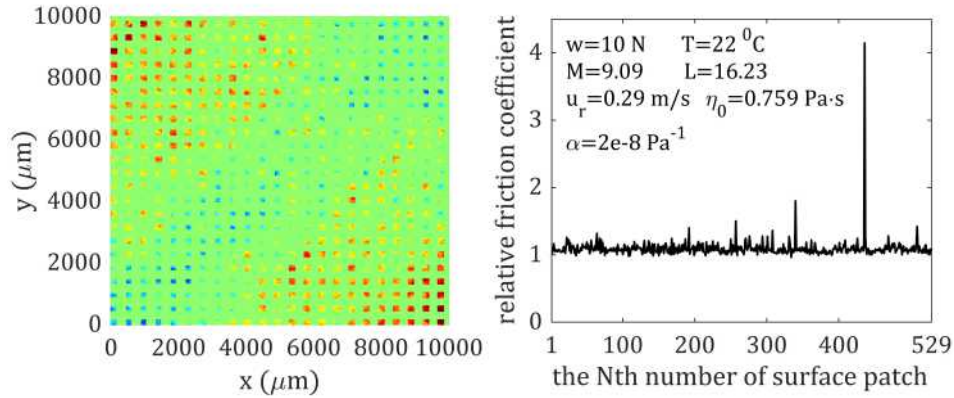 10000
8000
6000
4000
2000
0
y (μm)
0 2000 4000 6000 8000 10000
x (μm)
relative friction coefficient
4
3
2
1
0
w=10 N T=22 ⁰C
M=9.09 L=16.23
u_r=0.29 m/s η₀=0.759 Pa·s
α=2e-8 Pa⁻¹
1 100 200 300 400 529
the Nth number of surface patch